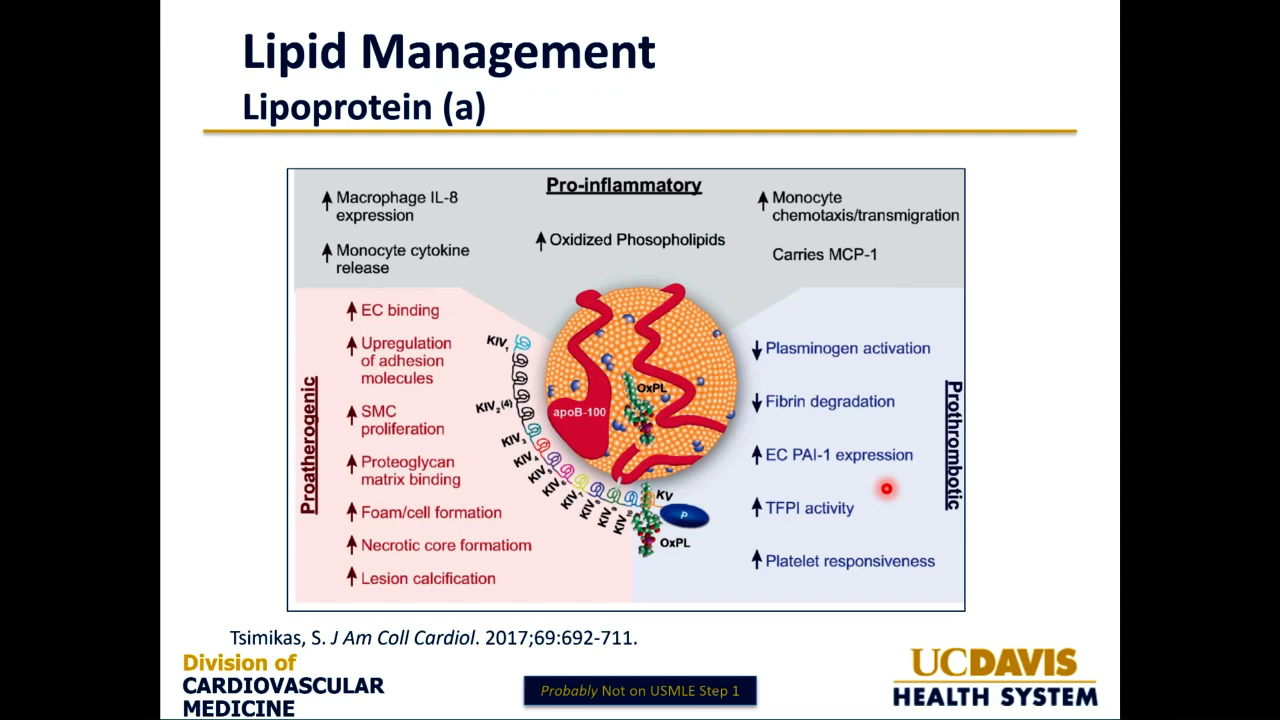 Lipid Management
Lipoprotein (a)
Pro-inflammatory
Macrophage IL-8
expression
Monocyte cytokine
release
Oxidized Phosopholipids
Monocyte
chemotaxis/transmigration
Carries MCP-1
Proatherogenic
EC binding
Upregulation
of adhesion
molecules
SMC
proliferation
Proteoglycan
matrix binding
Foam/cell formation
Necrotic core formatiom
Lesion calcification
KIV1
KIV2(4)
KIV3
KIV4
KIV5
KIV6
KIV7
KIV8
KIV9
KIV10
KV
P
OxPL
apoB-100
OxPL
Prothrombotic
Plasminogen activation
Fibrin degradation
EC PAI-1 expression
TFPI activity
Platelet responsiveness
Tsimikas, S. J Am Coll Cardiol. 2017;69:692-711.
Division of
CARDIOVASCULAR
MEDICINE
Probably Not on USMLE Step 1
UCDAVIS
HEALTH SYSTEM